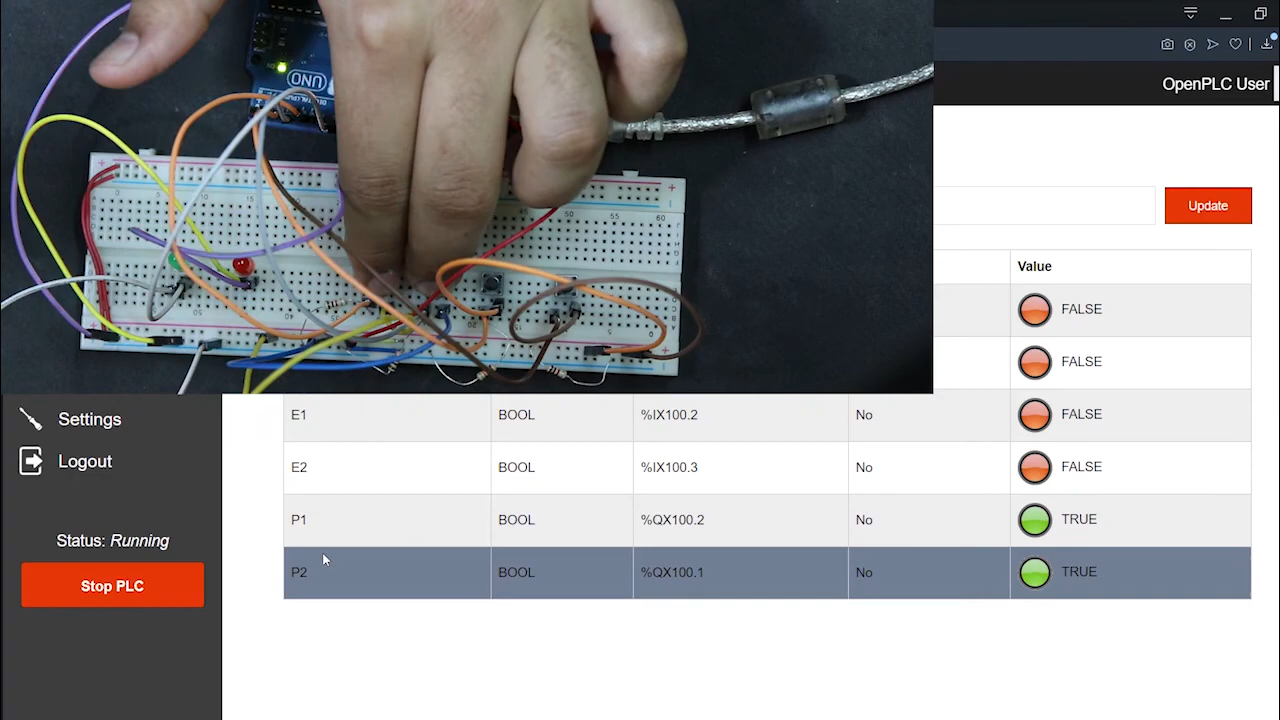 OpenPLC User
UNO
Update
Value
FALSE
FALSE
E1 BOOL %IX100.2 No FALSE
E2 BOOL %IX100.3 No FALSE
P1 BOOL %QX100.2 No TRUE
P2 BOOL %QX100.1 No TRUE
Settings
Logout
Status: Running
Stop PLC